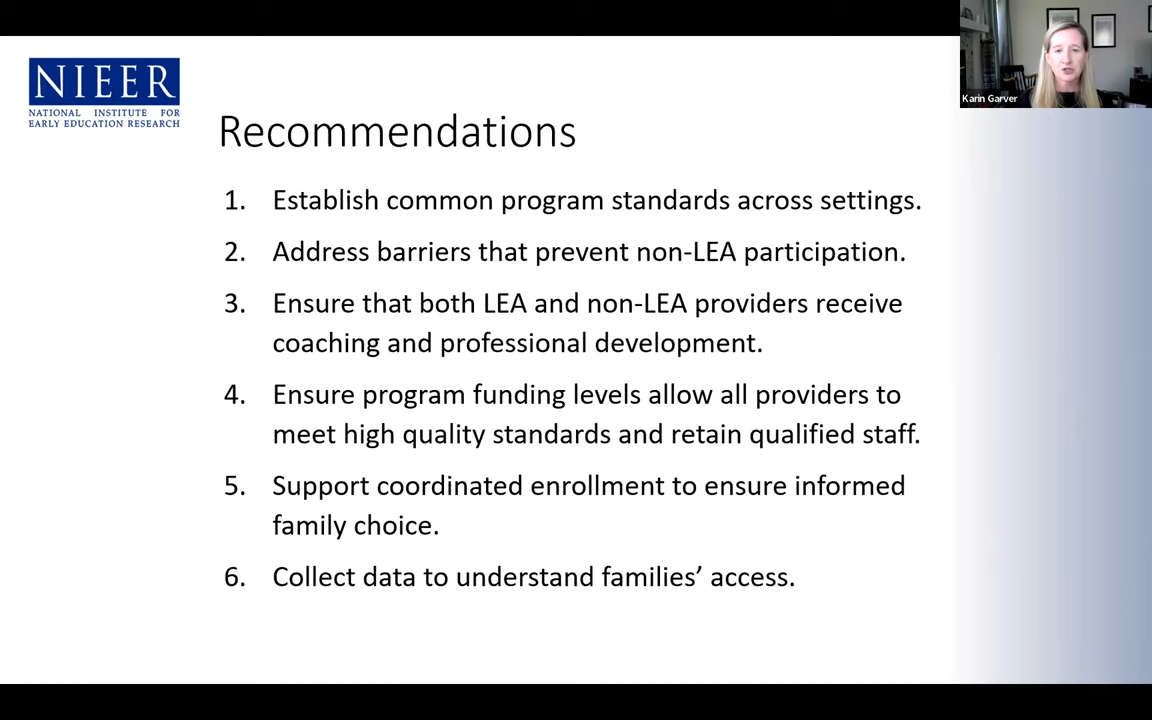 NIEER
NATIONAL INSTITUTE FOR
EARLY EDUCATION RESEARCH
Karin Garver
Recommendations
1. Establish common program standards across settings.
2. Address barriers that prevent non-LEA participation.
3. Ensure that both LEA and non-LEA providers receive
coaching and professional development.
4. Ensure program funding levels allow all providers to
meet high quality standards and retain qualified staff.
5. Support coordinated enrollment to ensure informed
family choice.
6. Collect data to understand families’ access.